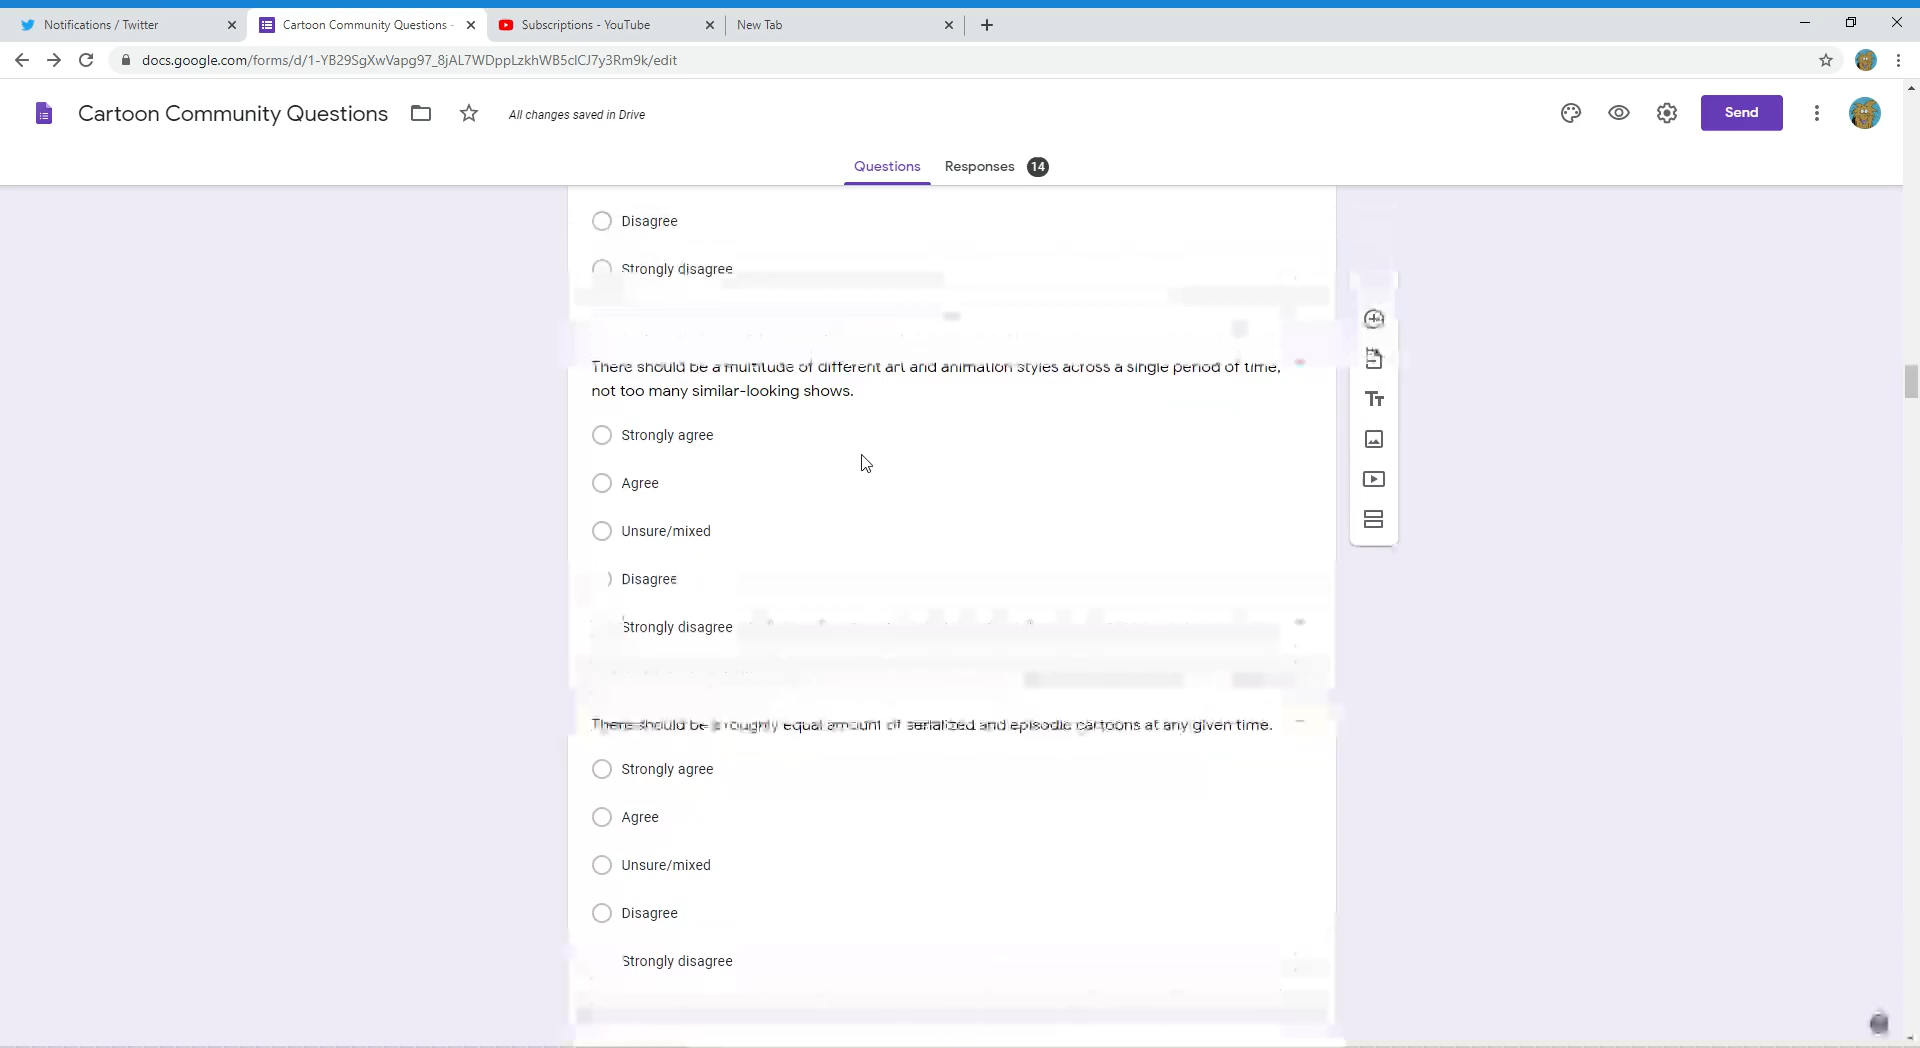 Notifications / Twitter
Cartoon Community Questions -
Subscriptions - YouTube
New Tab
docs.google.com/forms/d/1-YB29SgXwVapg97_8jAL7WDppLzkhWB5clCJ7y3Rm9k/edit
Cartoon Community Questions
All changes saved in Drive
Send
Questions
Responses 14
Disagree
Strongly disagree
There should be a multitude of different art and animation styles across a single period of time,
not too many similar-looking shows.
Strongly agree
Agree
Unsure/mixed
Disagree
Strongly disagree
There should be a roughly equal amount of serialized and episodic cartoons at any given time.
Strongly agree
Agree
Unsure/mixed
Disagree
Strongly disagree